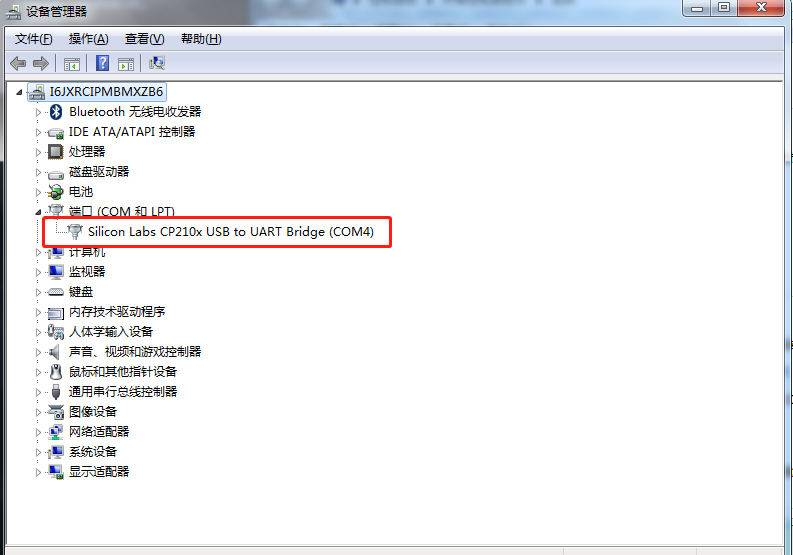 设备管理器
文件(F) 操作(A) 查看(V) 帮助(H)
I6JXRCIPMBMXZB6
Bluetooth 无线电收发器
IDE ATA/ATAPI 控制器
处理器
磁盘驱动器
电池
端口 (COM 和 LPT)
Silicon Labs CP210x USB to UART Bridge (COM4)
计算机
监视器
键盘
内存技术驱动程序
人体学输入设备
声音、视频和游戏控制器
鼠标和其他指针设备
通用串行总线控制器
图像设备
网络适配器
系统设备
显示适配器